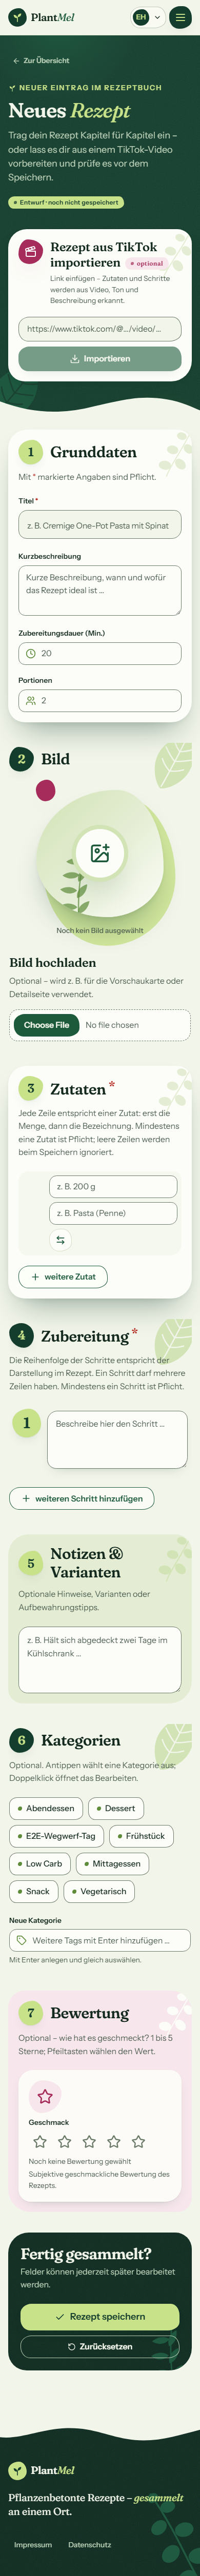 PlantMel
EH
Zur Übersicht
NEUER EINTRAG IM REZEPTBUCH
Neues Rezept
Trag dein Rezept Kapitel für Kapitel ein –
oder lass es dir aus einem TikTok-Video
vorbereiten und prüfe es vor dem
Speichern.
Entwurf · noch nicht gespeichert
Rezept aus TikTok
importieren optional
Link einfügen – Zutaten und Schritte
werden aus Video, Ton und
Beschreibung erkannt.
https://www.tiktok.com/@.../video/...
Importieren
1 Grunddaten
Mit * markierte Angaben sind Pflicht.
Titel *
z. B. Cremige One-Pot Pasta mit Spinat
Kurzbeschreibung
Kurze Beschreibung, wann und wofür
das Rezept ideal ist ...
Zubereitungsdauer (Min.)
20
Portionen
2
2 Bild
Noch kein Bild ausgewählt
Bild hochladen
Optional – wird z. B. für die Vorschaukarte oder
Detailseite verwendet.
Choose File No file chosen
3 Zutaten *
Jede Zeile entspricht einer Zutat: erst die
Menge, dann die Bezeichnung. Mindestens
eine Zutat ist Pflicht; leere Zeilen werden
beim Speichern ignoriert.
z. B. 200 g
z. B. Pasta (Penne)
weitere Zutat
4 Zubereitung *
Die Reihenfolge der Schritte entspricht der
Darstellung im Rezept. Ein Schritt darf mehrere
Zeilen haben. Mindestens ein Schritt ist Pflicht.
1
Beschreibe hier den Schritt ...
weiteren Schritt hinzufügen
5 Notizen &
Varianten
Optionale Hinweise, Varianten oder
Aufbewahrungstipps.
z. B. Hält sich abgedeckt zwei Tage im
Kühlschrank ...
6 Kategorien
Optional. Antippen wählt eine Kategorie aus;
Doppelklick öffnet das Bearbeiten.
Abendessen Dessert
E2E-Wegwerf-Tag Frühstück
Low Carb Mittagessen
Snack Vegetarisch
Neue Kategorie
Weitere Tags mit Enter hinzufügen ...
Mit Enter anlegen und gleich auswählen.
7 Bewertung
Optional – wie hat es geschmeckt? 1 bis 5
Sterne; Pfeiltasten wählen den Wert.
Geschmack
Noch keine Bewertung gewählt
Subjektive geschmackliche Bewertung des
Rezepts.
Fertig gesammelt?
Felder können jederzeit später bearbeitet
werden.
Rezept speichern
Zurücksetzen
PlantMel
Pflanzenbetonte Rezepte – gesammelt
an einem Ort.
Impressum Datenschutz